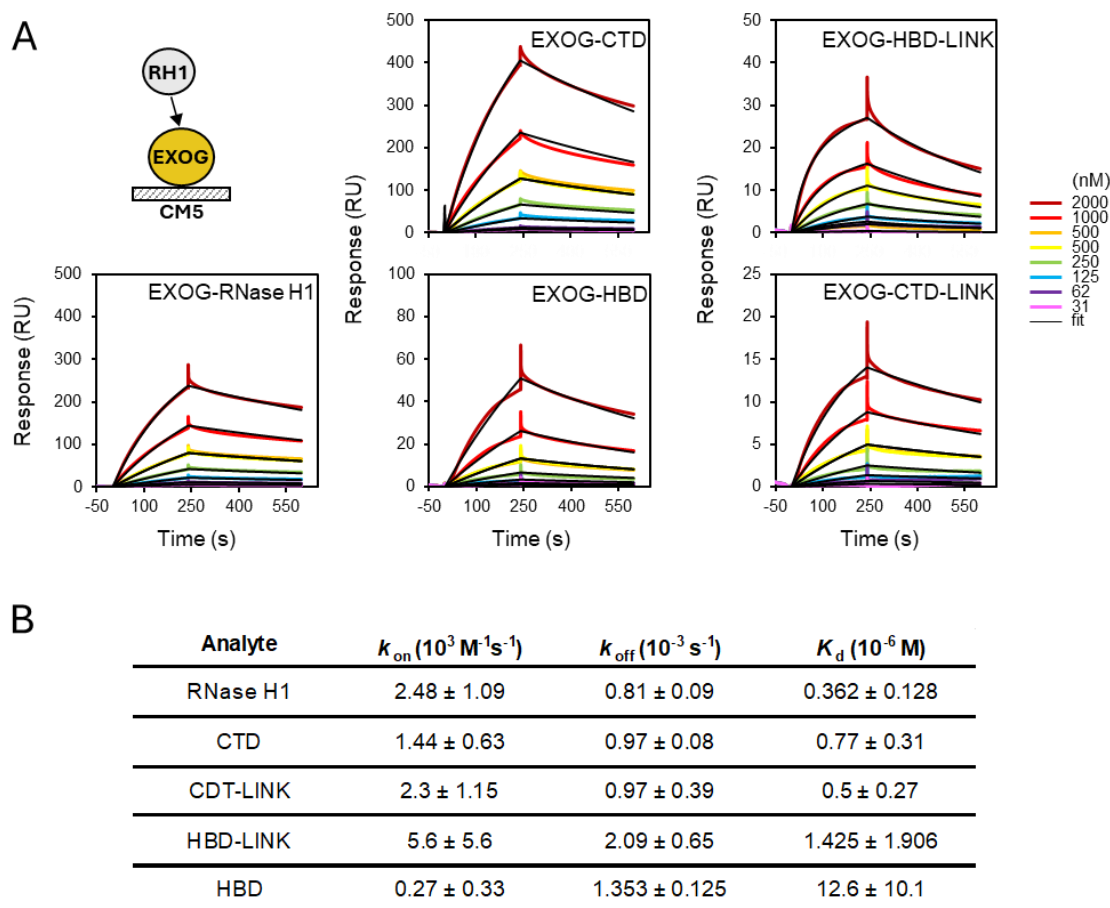 A
RH1
EXOG
CM5
EXOG-CTD
Response (RU)
500
400
300
200
100
0
EXOG-HBD-LINK
Response (RU)
50
40
30
20
10
0
(nM)
2000
1000
500
500
250
125
62
31
fit
EXOG-RNase H1
Response (RU)
500
400
300
200
100
0
-50 100 250 400 550
Time (s)
EXOG-HBD
100
80
60
40
20
0
-50 100 250 400 550
Time (s)
EXOG-CTD-LINK
25
20
15
10
5
0
-50 100 250 400 550
Time (s)
B
Analyte k on (10³ M⁻¹s⁻¹) k off (10⁻³ s⁻¹) K d (10⁻⁶ M)
RNase H1 2.48 ± 1.09 0.81 ± 0.09 0.362 ± 0.128
CTD 1.44 ± 0.63 0.97 ± 0.08 0.77 ± 0.31
CDT-LINK 2.3 ± 1.15 0.97 ± 0.39 0.5 ± 0.27
HBD-LINK 5.6 ± 5.6 2.09 ± 0.65 1.425 ± 1.906
HBD 0.27 ± 0.33 1.353 ± 0.125 12.6 ± 10.1